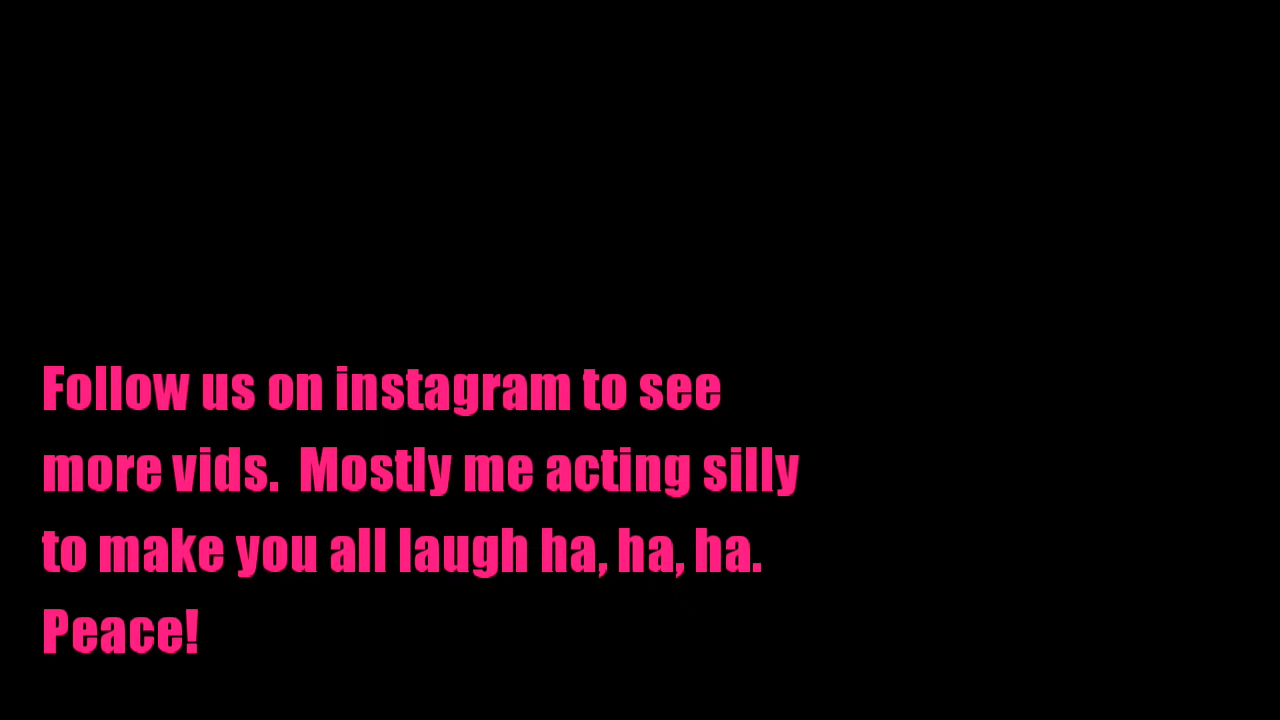 Follow us on instagram to see
more vids.  Mostly me acting silly
to make you all laugh ha, ha, ha.
Peace!